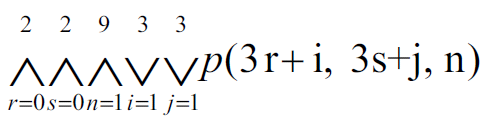 2 2 9 3 3
⋀⋀⋀⋁⋁p(3r+i, 3s+j, n)
r=0 s=0 n=1 i=1 j=1